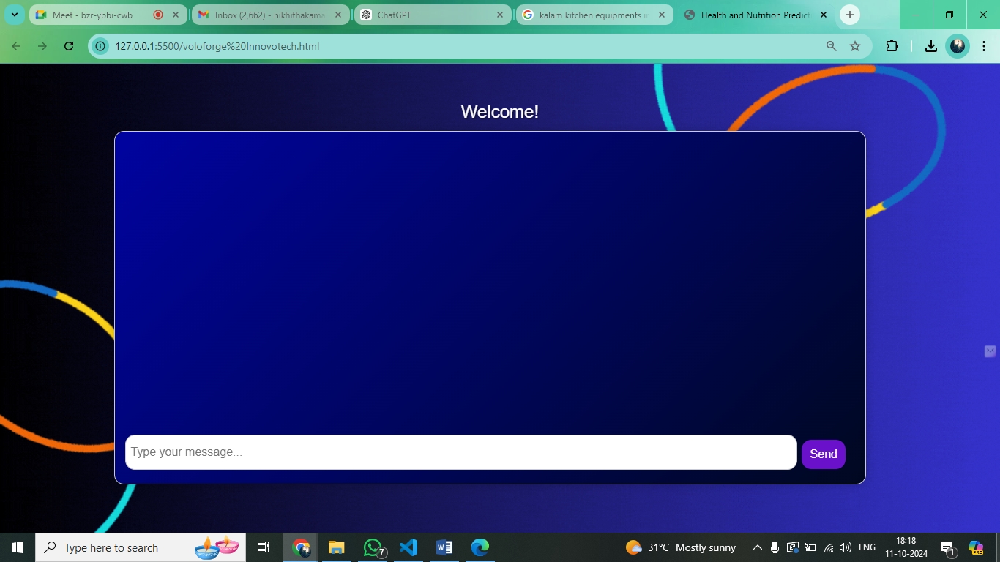 Meet - bzr-ybbi-cwb
Inbox (2,662) - nikhithakama
ChatGPT
kalam kitchen equipments i
Health and Nutrition Predict
127.0.0.1:5500/voloforge%20Innovotech.html
Welcome!
Type your message...
Send
Type here to search
7
31°C Mostly sunny
ENG
18:18
11-10-2024
1
PRE